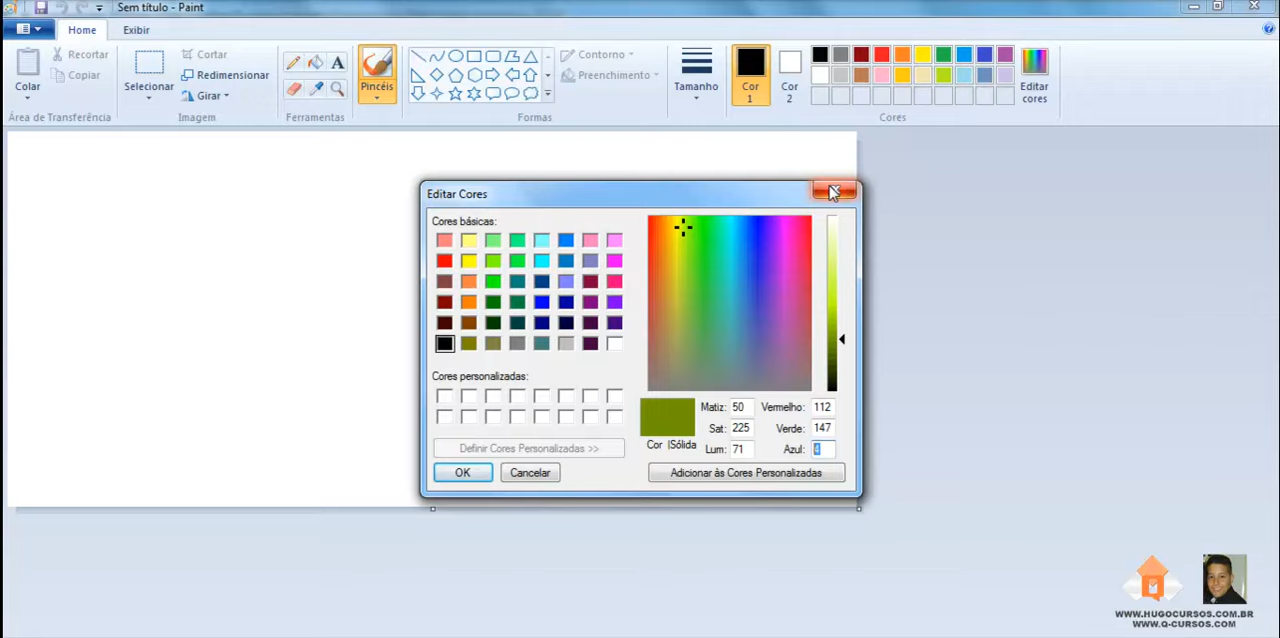 Sem título - Paint
Home Exibir
Colar
Recortar
Copiar
Área de Transferência
Selecionar
Cortar
Redimensionar
Girar
Imagem
A
Ferramentas
Pincéis
Contorno
Preenchimento
Formas
Tamanho
Cor
1
Cor
2
Editar
cores
Cores
Editar Cores
Cores básicas:
Cores personalizadas:
Definir Cores Personalizadas >>
OK Cancelar
Cor |Sólida
Matiz: 50 Vermelho: 112
Sat: 225 Verde: 147
Lum: 71 Azul: 4
Adicionar às Cores Personalizadas
WWW.HUGOCURSOS.COM.BR
WWW.Q-CURSOS.COM